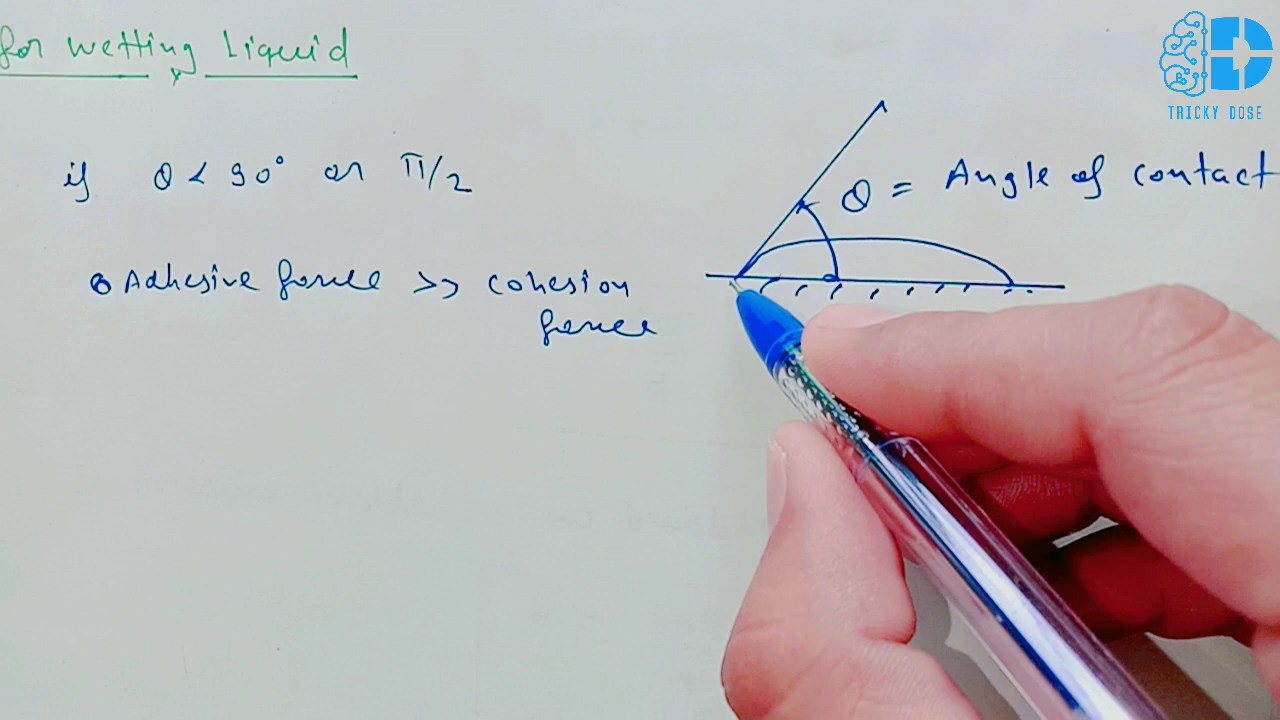 for Wetting Liquid
if θ < 90° or π/2
θ = Angle of contact
Adhesive force >> cohesion
force
TRICKY DOSE